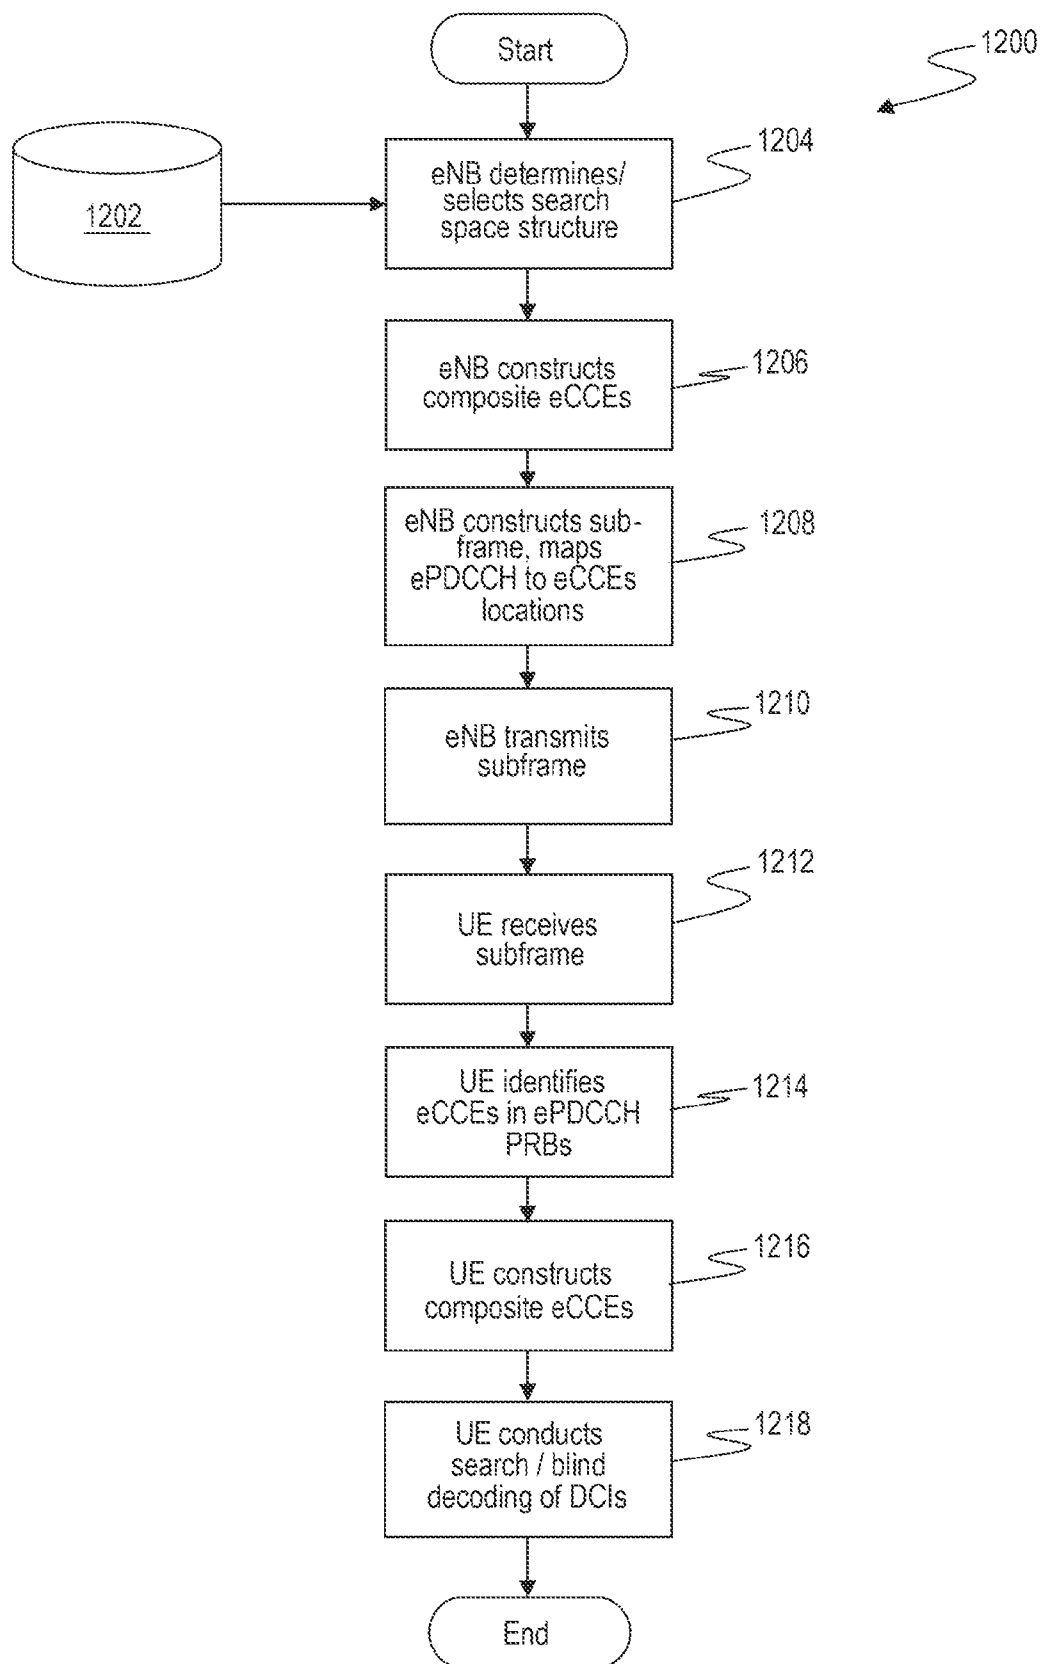 Start
1200
1202
1204
eNB determines/
selects search
space structure
1206
eNB constructs
composite eCCEs
1208
eNB constructs sub-
frame, maps
ePDCCH to eCCEs
locations
1210
eNB transmits
subframe
1212
UE receives
subframe
1214
UE identifies
eCCEs in ePDCCH
PRBs
1216
UE constructs
composite eCCEs
1218
UE conducts
search / blind
decoding of DCIs
End